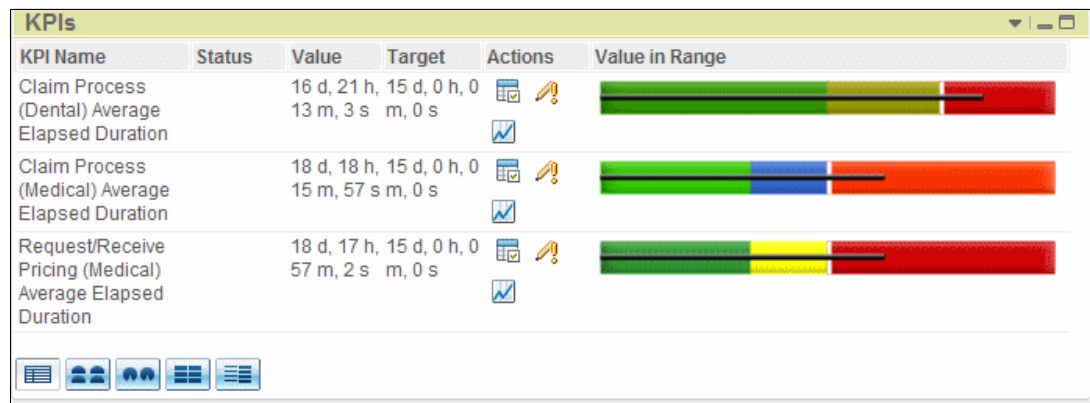 KPIs
KPI Name Status Value Target Actions Value in Range
Claim Process 16 d, 21 h, 15 d, 0 h, 0
(Dental) Average 13 m, 3 s m, 0 s
Elapsed Duration
Claim Process 18 d, 18 h, 15 d, 0 h, 0
(Medical) Average 15 m, 57 s m, 0 s
Elapsed Duration
Request/Receive 18 d, 17 h, 15 d, 0 h, 0
Pricing (Medical) 57 m, 2 s m, 0 s
Average Elapsed
Duration